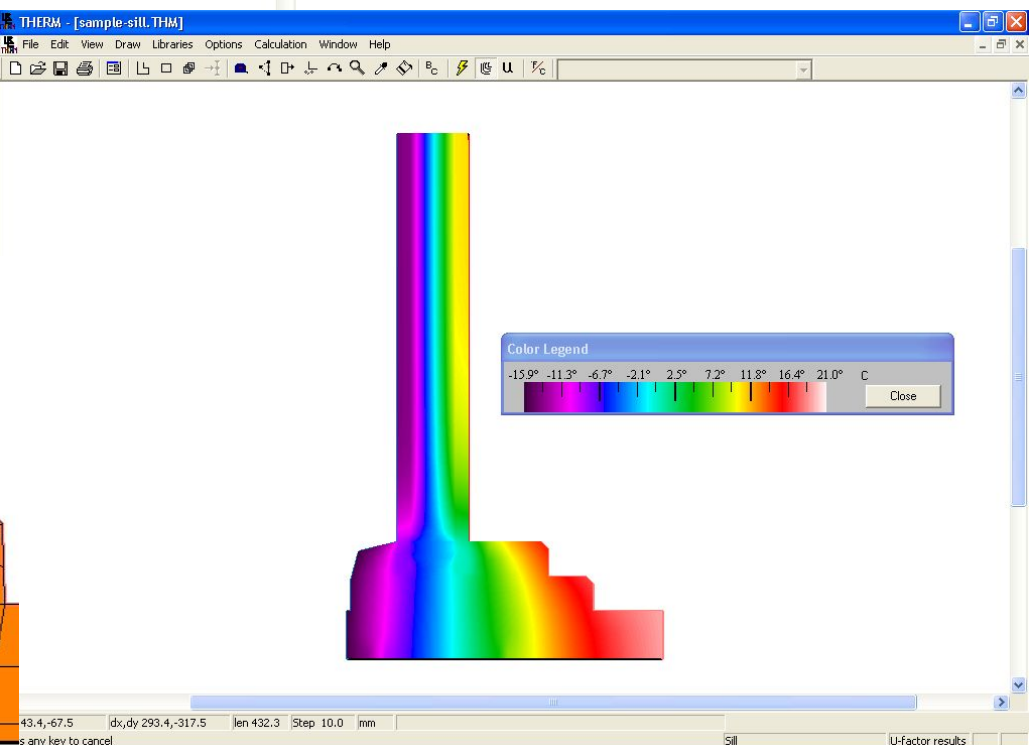 THERM - [sample-sill.THM]
File Edit View Draw Libraries Options Calculation Window Help
B C U F/C
Color Legend
-15.9° -11.3° -6.7° -2.1° 2.5° 7.2° 11.8° 16.4° 21.0° C
Close
43.4,-67.5 dx,dy 293.4,-317.5 len 432.3 Step 10.0 mm
s any key to cancel Sill U-factor results